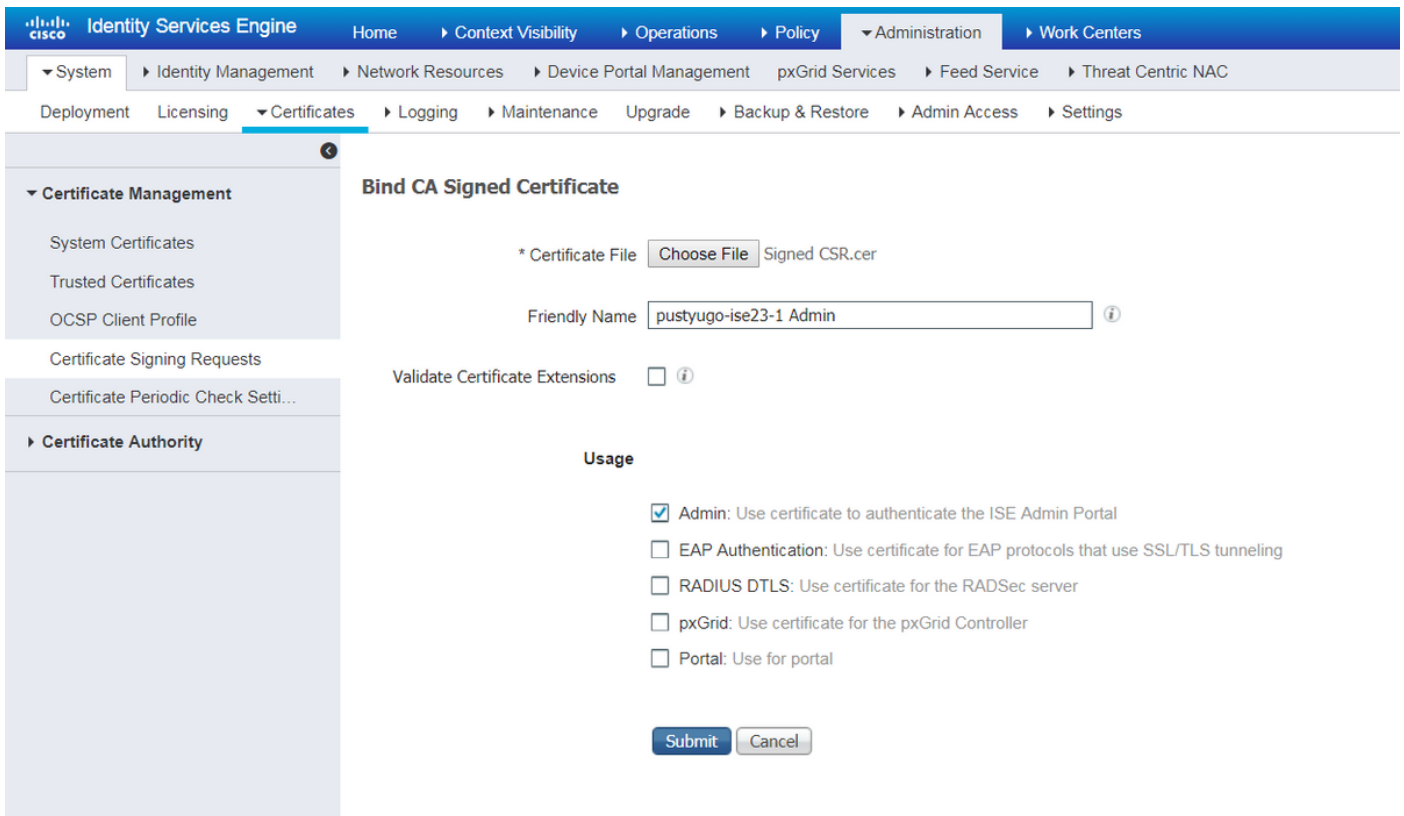 cisco Identity Services Engine Home Context Visibility Operations Policy Administration Work Centers
System Identity Management Network Resources Device Portal Management pxGrid Services Feed Service Threat Centric NAC
Deployment Licensing Certificates Logging Maintenance Upgrade Backup & Restore Admin Access Settings
Certificate Management
System Certificates
Trusted Certificates
OCSP Client Profile
Certificate Signing Requests
Certificate Periodic Check Setti...
Certificate Authority
Bind CA Signed Certificate
* Certificate File Choose File Signed CSR.cer
Friendly Name pustyugo-ise23-1 Admin
Validate Certificate Extensions
Usage
Admin: Use certificate to authenticate the ISE Admin Portal
EAP Authentication: Use certificate for EAP protocols that use SSL/TLS tunneling
RADIUS DTLS: Use certificate for the RADSec server
pxGrid: Use certificate for the pxGrid Controller
Portal: Use for portal
Submit Cancel